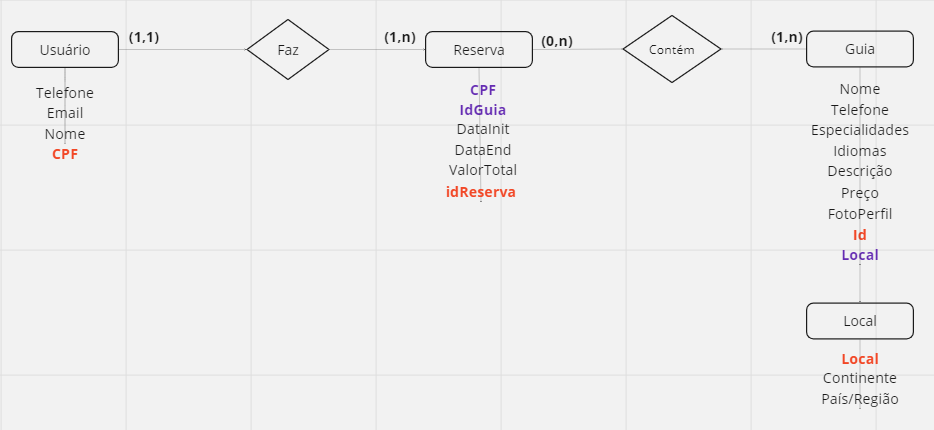 Usuário
(1,1)
Faz
(1,n)
Reserva
(0,n)
Contém
(1,n)
Guia
Telefone
Email
Nome
CPF
CPF
IdGuia
DataInit
DataEnd
ValorTotal
idReserva
Nome
Telefone
Especialidades
Idiomas
Descrição
Preço
FotoPerfil
Id
Local
Local
Local
Continente
País/Região